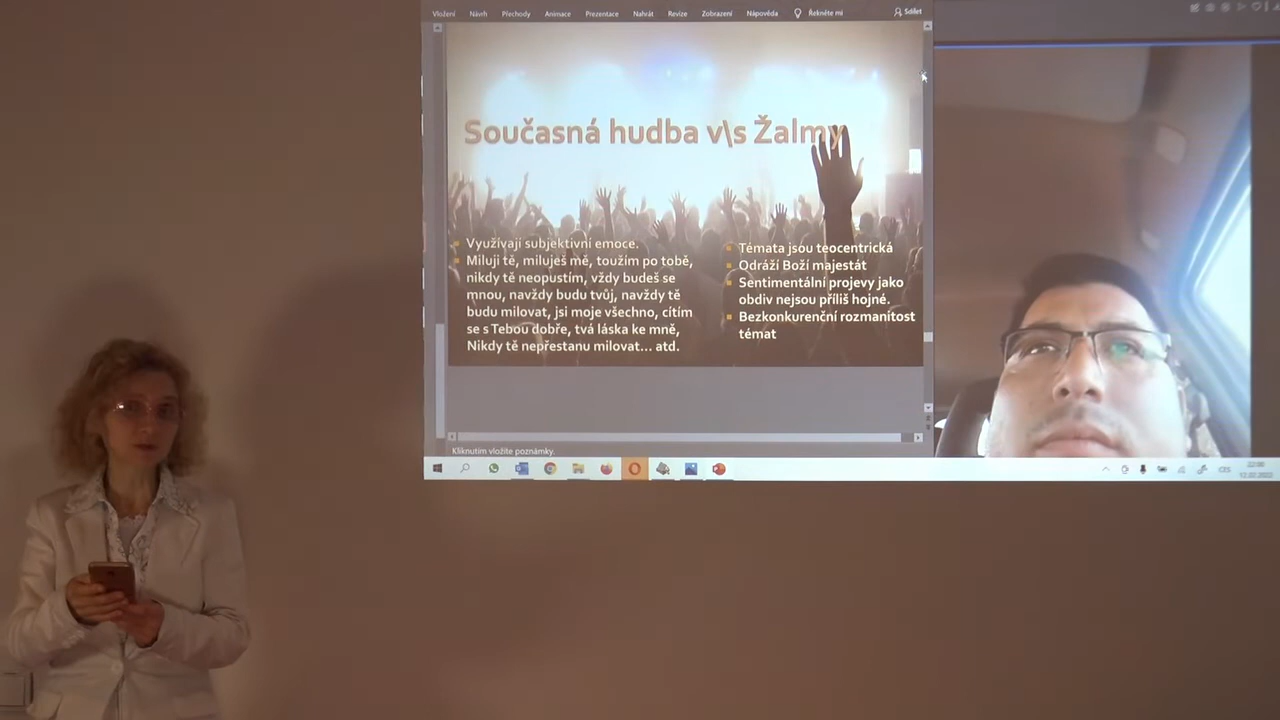 Vložení Návrh Přechody Animace Prezentace Nahrát Revize Zobrazení Nápověda Řekněte mi Sdílet
Současná hudba v\s Žalmy
Využívají subjektivní emoce.
Miluji tě, miluješ mě, toužím po tobě,
nikdy tě neopustím, vždy budeš se
mnou, navždy budu tvůj, navždy tě
budu milovat, jsi moje všechno, cítím
se s Tebou dobře, tvá láska ke mně,
Nikdy tě nepřestanu milovat... atd.
Témata jsou teocentrická
Odráží Boží majestát
Sentimentální projevy jako
obdiv nejsou příliš hojné.
Bezkonkurenční rozmanitost
témat
Kliknutím vložíte poznámky.